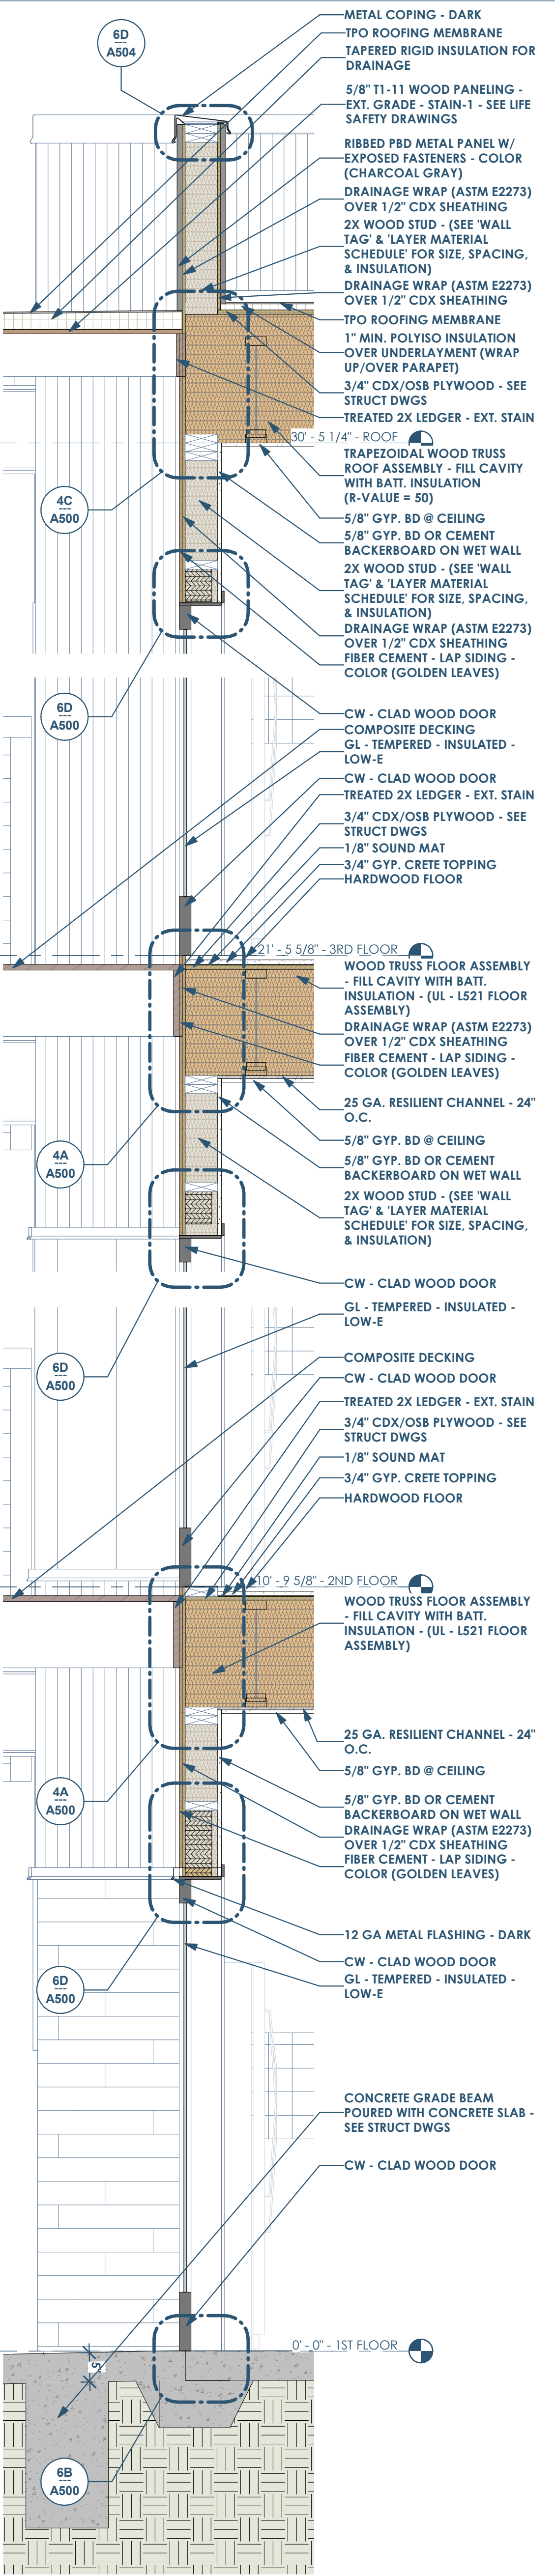 METAL COPING - DARK
6D
A504
TPO ROOFING MEMBRANE
TAPERED RIGID INSULATION FOR
DRAINAGE
5/8" T1-11 WOOD PANELING -
EXT. GRADE - STAIN-1 - SEE LIFE
SAFETY DRAWINGS
RIBBED PBD METAL PANEL W/
EXPOSED FASTENERS - COLOR
(CHARCOAL GRAY)
DRAINAGE WRAP (ASTM E2273)
OVER 1/2" CDX SHEATHING
2X WOOD STUD - (SEE 'WALL
TAG' & 'LAYER MATERIAL
SCHEDULE' FOR SIZE, SPACING,
& INSULATION)
DRAINAGE WRAP (ASTM E2273)
OVER 1/2" CDX SHEATHING
TPO ROOFING MEMBRANE
1" MIN. POLYISO INSULATION
OVER UNDERLAYMENT (WRAP
UP/OVER PARAPET)
3/4" CDX/OSB PLYWOOD - SEE
STRUCT DWGS
TREATED 2X LEDGER - EXT. STAIN
30' - 5 1/4" - ROOF
TRAPEZOIDAL WOOD TRUSS
ROOF ASSEMBLY - FILL CAVITY
WITH BATT. INSULATION
(R-VALUE = 50)
4C
A500
5/8" GYP. BD @ CEILING
5/8" GYP. BD OR CEMENT
BACKERBOARD ON WET WALL
2X WOOD STUD - (SEE 'WALL
TAG' & 'LAYER MATERIAL
SCHEDULE' FOR SIZE, SPACING,
& INSULATION)
DRAINAGE WRAP (ASTM E2273)
OVER 1/2" CDX SHEATHING
FIBER CEMENT - LAP SIDING -
COLOR (GOLDEN LEAVES)
6D
A500
CW - CLAD WOOD DOOR
COMPOSITE DECKING
GL - TEMPERED - INSULATED -
LOW-E
CW - CLAD WOOD DOOR
TREATED 2X LEDGER - EXT. STAIN
3/4" CDX/OSB PLYWOOD - SEE
STRUCT DWGS
1/8" SOUND MAT
3/4" GYP. CRETE TOPPING
HARDWOOD FLOOR
21' - 5 5/8" - 3RD FLOOR
WOOD TRUSS FLOOR ASSEMBLY
- FILL CAVITY WITH BATT.
INSULATION - (UL - L521 FLOOR
ASSEMBLY)
DRAINAGE WRAP (ASTM E2273)
OVER 1/2" CDX SHEATHING
FIBER CEMENT - LAP SIDING -
COLOR (GOLDEN LEAVES)
25 GA. RESILIENT CHANNEL - 24"
O.C.
5/8" GYP. BD @ CEILING
4A
A500
5/8" GYP. BD OR CEMENT
BACKERBOARD ON WET WALL
2X WOOD STUD - (SEE 'WALL
TAG' & 'LAYER MATERIAL
SCHEDULE' FOR SIZE, SPACING,
& INSULATION)
CW - CLAD WOOD DOOR
GL - TEMPERED - INSULATED -
LOW-E
COMPOSITE DECKING
6D
A500
CW - CLAD WOOD DOOR
TREATED 2X LEDGER - EXT. STAIN
3/4" CDX/OSB PLYWOOD - SEE
STRUCT DWGS
1/8" SOUND MAT
3/4" GYP. CRETE TOPPING
HARDWOOD FLOOR
10' - 9 5/8" - 2ND FLOOR
WOOD TRUSS FLOOR ASSEMBLY
- FILL CAVITY WITH BATT.
INSULATION - (UL - L521 FLOOR
ASSEMBLY)
25 GA. RESILIENT CHANNEL - 24"
O.C.
5/8" GYP. BD @ CEILING
4A
A500
5/8" GYP. BD OR CEMENT
BACKERBOARD ON WET WALL
DRAINAGE WRAP (ASTM E2273)
OVER 1/2" CDX SHEATHING
FIBER CEMENT - LAP SIDING -
COLOR (GOLDEN LEAVES)
12 GA METAL FLASHING - DARK
CW - CLAD WOOD DOOR
6D
A500
GL - TEMPERED - INSULATED -
LOW-E
CONCRETE GRADE BEAM
POURED WITH CONCRETE SLAB -
SEE STRUCT DWGS
CW - CLAD WOOD DOOR
0' - 0" - 1ST FLOOR
5"
6B
A500